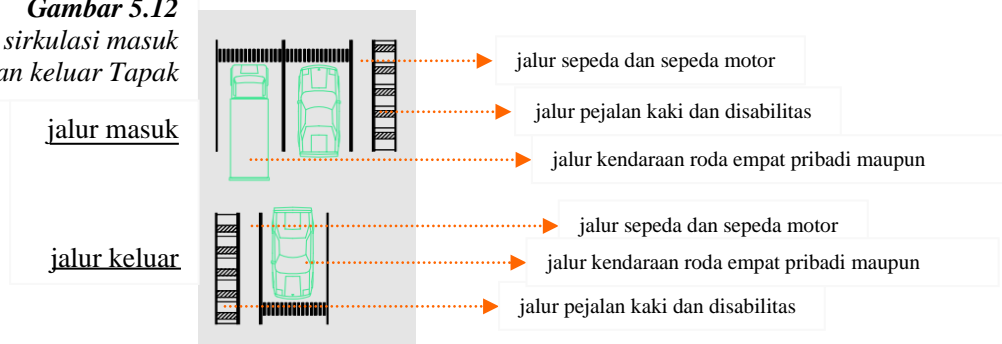 Gambar 5.12
sirkulasi masuk
keluar Tapak
jalur masuk
jalur sepeda dan sepeda motor
jalur pejalan kaki dan disabilitas
jalur kendaraan roda empat pribadi maupun
jalur keluar
jalur sepeda dan sepeda motor
jalur kendaraan roda empat pribadi maupun
jalur pejalan kaki dan disabilitas